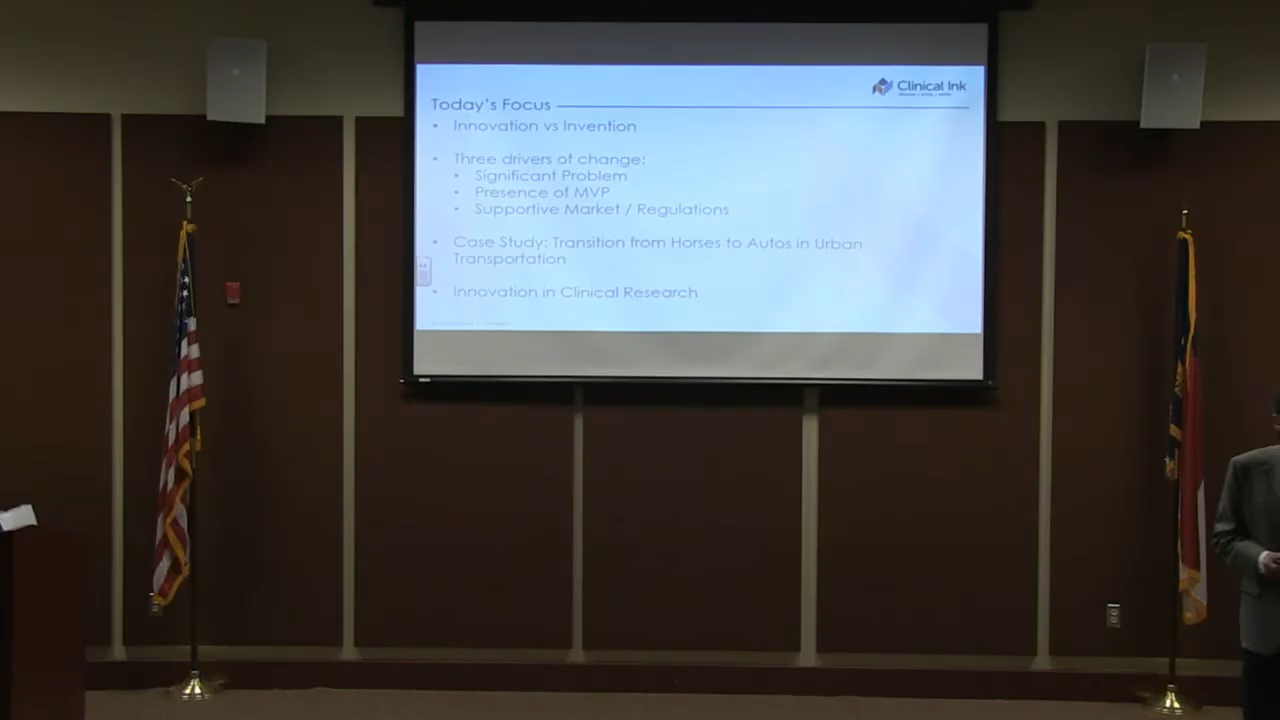 Clinical Ink
Today's Focus
• Innovation vs Invention
• Three drivers of change:
• Significant Problem
• Presence of MVP
• Supportive Market / Regulations
• Case Study: Transition from Horses to Autos in Urban
Transportation
• Innovation in Clinical Research